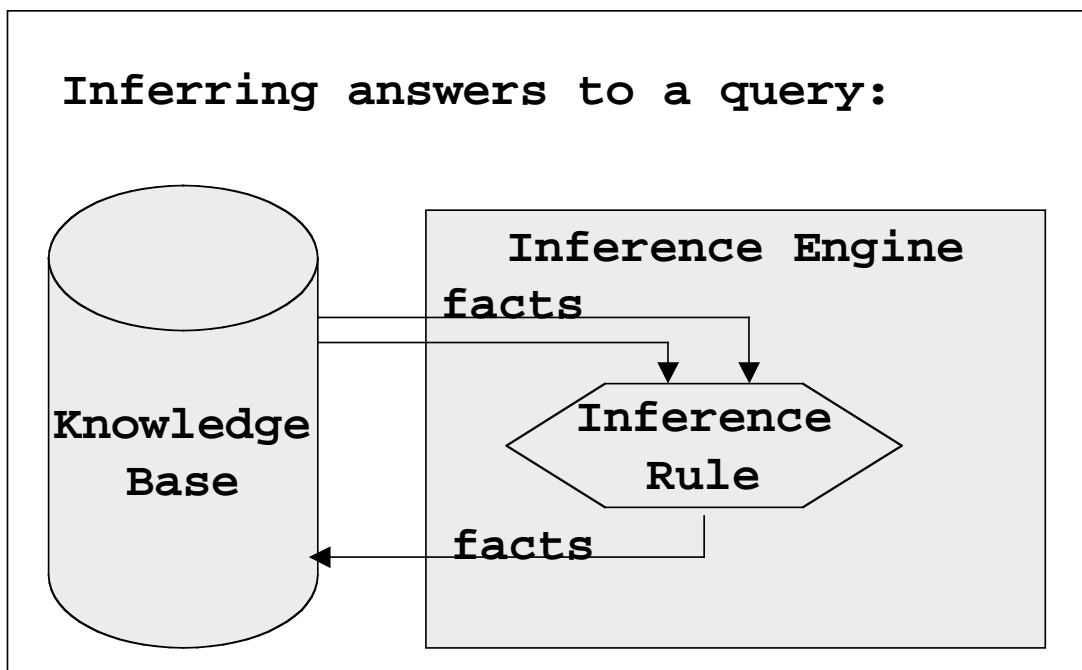 Inferring answers to a query:
Inference Engine
facts
Knowledge
Base
Inference
Rule
facts